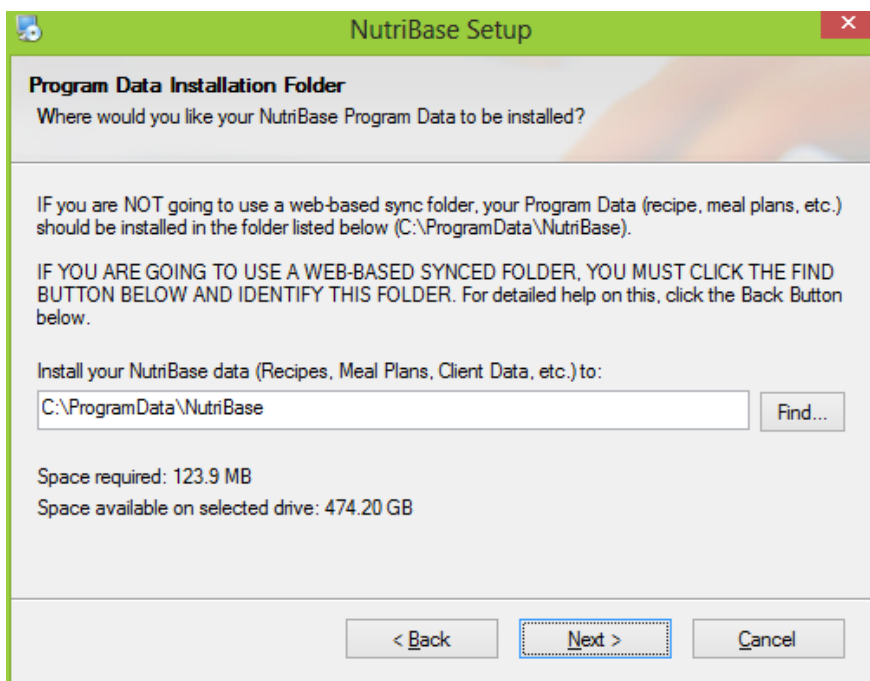 NutriBase Setup
Program Data Installation Folder
Where would you like your NutriBase Program Data to be installed?
IF you are NOT going to use a web-based sync folder, your Program Data (recipe, meal plans, etc.)
should be installed in the folder listed below (C:\ProgramData\NutriBase).
IF YOU ARE GOING TO USE A WEB-BASED SYNCED FOLDER, YOU MUST CLICK THE FIND
BUTTON BELOW AND IDENTIFY THIS FOLDER. For detailed help on this, click the Back Button
below.
Install your NutriBase data (Recipes, Meal Plans, Client Data, etc.) to:
C:\ProgramData\NutriBase
Find...
Space required: 123.9 MB
Space available on selected drive: 474.20 GB
< Back Next > Cancel